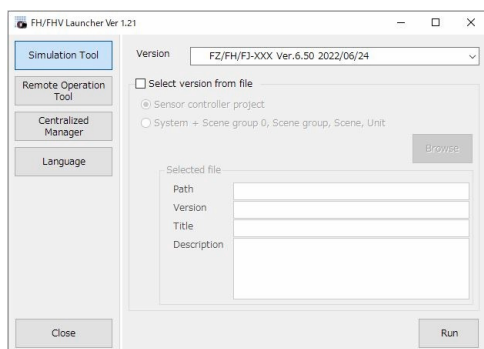 FH/FHV Launcher Ver 1.21
Simulation Tool
Remote Operation
Tool
Centralized
Manager
Language
Close
Version
FZ/FH/FJ-XXX Ver.6.50 2022/06/24
Select version from file
Sensor controller project
System + Scene group 0, Scene group, Scene, Unit
Browse
Selected file
Path
Version
Title
Description
Run